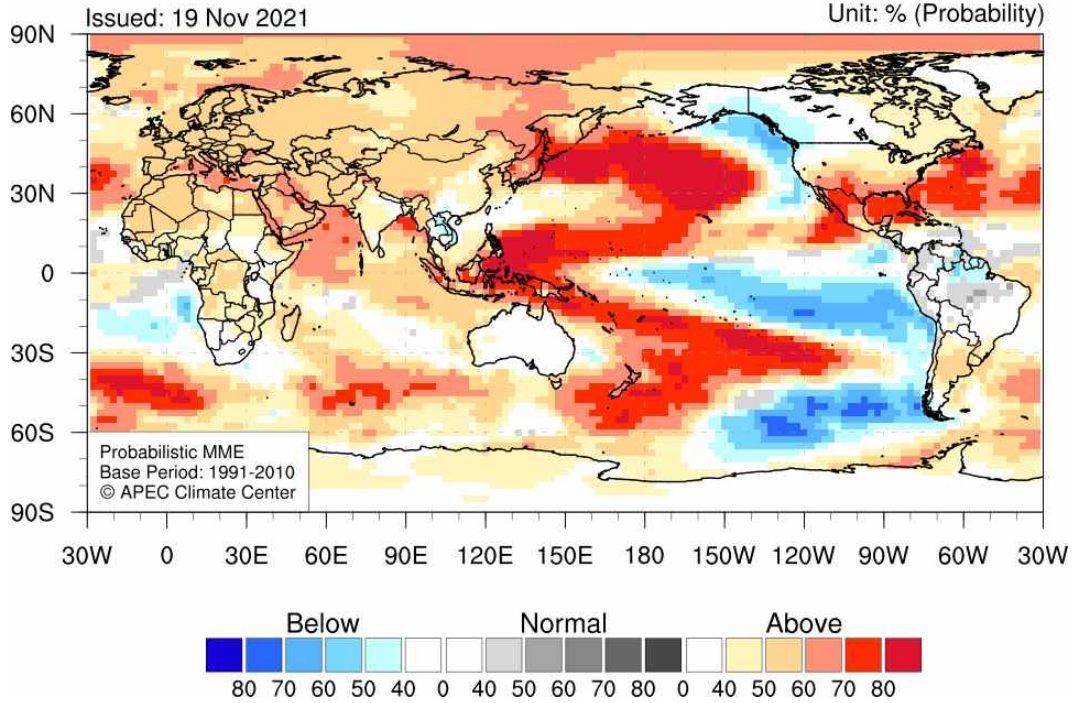 Issued: 19 Nov 2021
Unit: % (Probability)
90N
60N
30N
0
30S
60S
90S
Probabilistic MME
Base Period: 1991-2010
© APEC Climate Center
30W 0 30E 60E 90E 120E 150E 180 150W 120W 90W 60W 30W
Below Normal Above
80 70 60 50 40 0 40 50 60 70 80 0 40 50 60 70 80